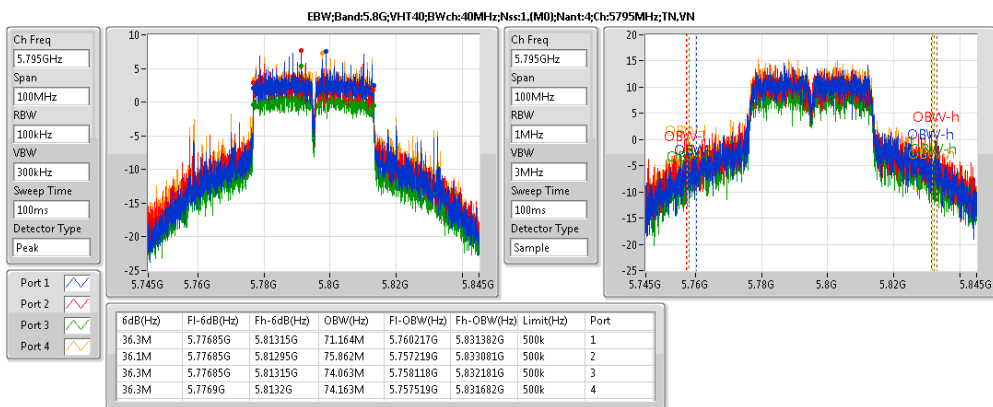 EBW;Band:5.8G;VHT40;BWch:40MHz;Nss:1,(M0);Nant:4;Ch:5795MHz;TN,VN
Ch Freq
5.795GHz
Span
100MHz
RBW
100kHz
VBW
300kHz
Sweep Time
100ms
Detector Type
Peak
10
5
0
-5
-10
-15
-20
-25
5.745G 5.76G 5.78G 5.8G 5.82G 5.845G
Ch Freq
5.795GHz
Span
100MHz
RBW
1MHz
VBW
3MHz
Sweep Time
100ms
Detector Type
Sample
20
15
10
5
0
-5
-10
-15
-20
-25
OBW-h
OBW-h
5.745G 5.76G 5.78G 5.8G 5.82G 5.845G
Port 1
Port 2
Port 3
Port 4
6dB(Hz) Fl-6dB(Hz) Fh-6dB(Hz) OBW(Hz) Fl-OBW(Hz) Fh-OBW(Hz) Limit(Hz) Port
36.3M 5.77685G 5.81315G 71.164M 5.760217G 5.831382G 500k 1
36.1M 5.77685G 5.81295G 75.862M 5.757219G 5.833081G 500k 2
36.3M 5.77685G 5.81315G 74.063M 5.758118G 5.832181G 500k 3
36.3M 5.7769G 5.8132G 74.163M 5.757519G 5.831682G 500k 4